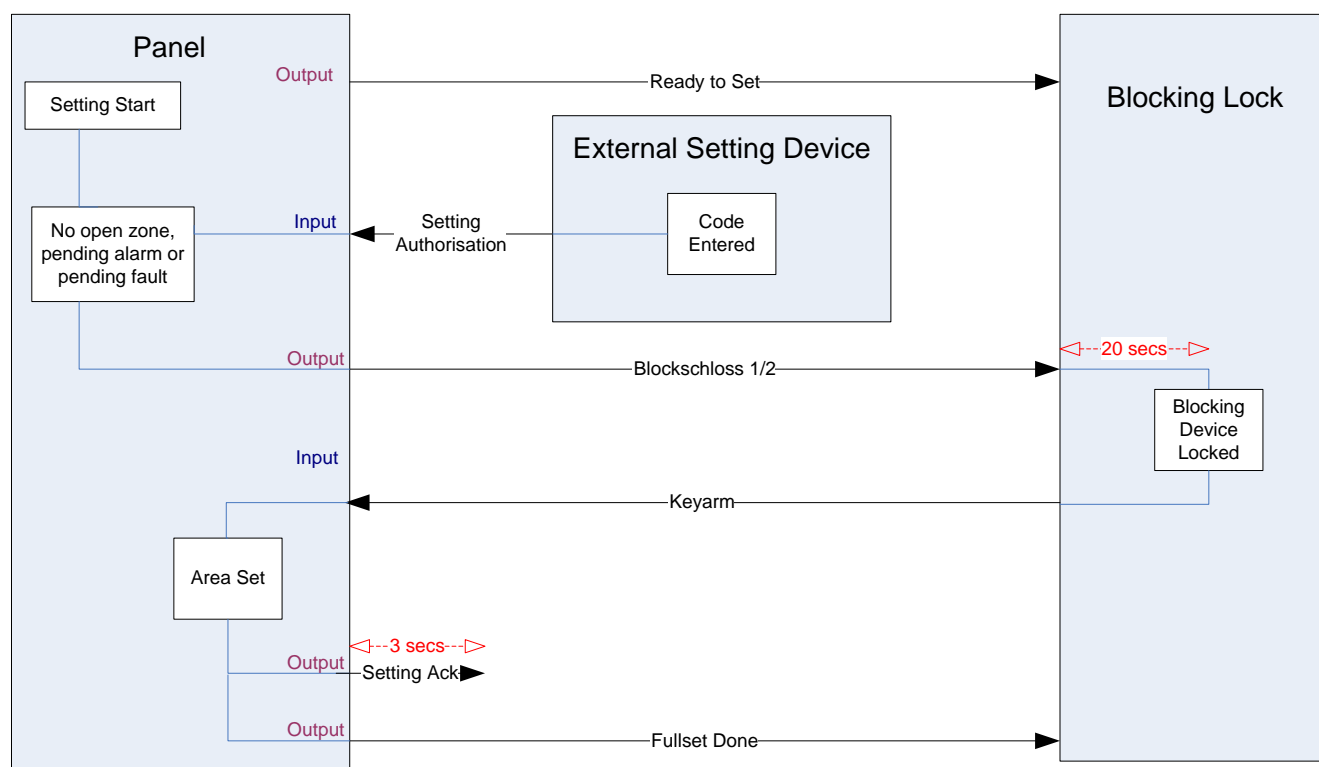 Panel
Output
Ready to Set
Setting Start
Blocking Lock
External Setting Device
Input
Setting
Authorisation
Code
Entered
No open zone,
pending alarm or
pending fault
Output
Blockschloss 1/2
20 secs
Blocking
Device
Locked
Input
Keyarm
Area Set
3 secs
Output
Setting Ack
Output
Fullset Done